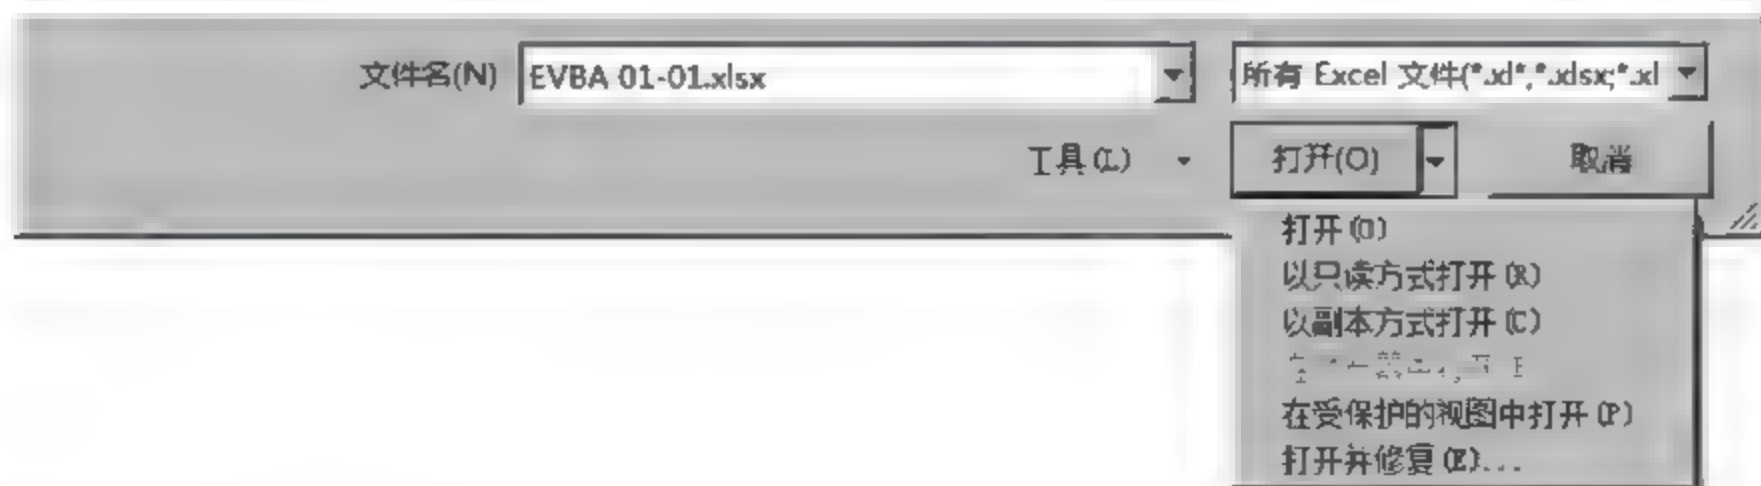 文件名(N) EVBA 01-01.xlsx 所有 Excel 文件(*.xl*;*.xlsx;*.xl
工具(L) 打开(O) 取消
打开(O)
以只读方式打开(R)
以副本方式打开(C)
在受保护的视图中打开(P)
打开并修复(E)...